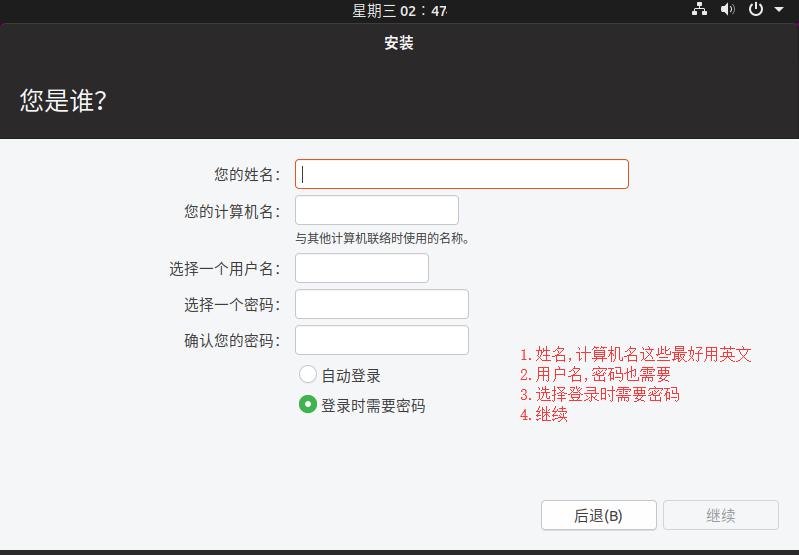 星期三 02：47
安装
您是谁？
您的姓名：
您的计算机名：
与其他计算机联络时使用的名称。
选择一个用户名：
选择一个密码：
确认您的密码：
自动登录
登录时需要密码
1.姓名,计算机名这些最好用英文
2.用户名,密码也需要
3.选择登录时需要密码
4.继续
后退(B)
继续